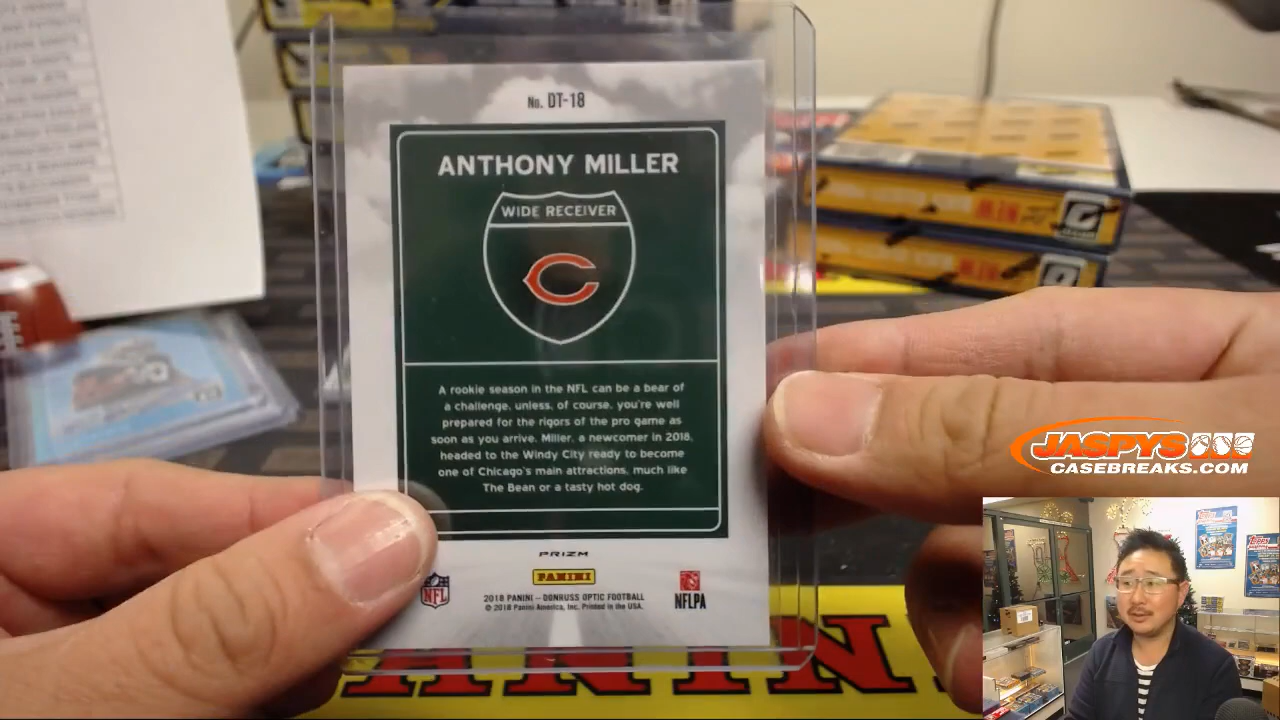 No. DT-18
ANTHONY MILLER
WIDE RECEIVER
A rookie season in the NFL can be a bear of
a challenge, unless, of course, you're well
prepared for the rigors of the pro game as
soon as you arrive. Miller, a newcomer in 2018,
headed to the Windy City ready to become
one of Chicago's main attractions, much like
The Bean or a tasty hot dog.
PRIZM
PANINI
NFL
2018 PANINI – DONRUSS OPTIC FOOTBALL
© 2018 Panini America, Inc. Printed in the USA.
NFLPA
PANINI
JASPYS
CASEBREAKS.COM